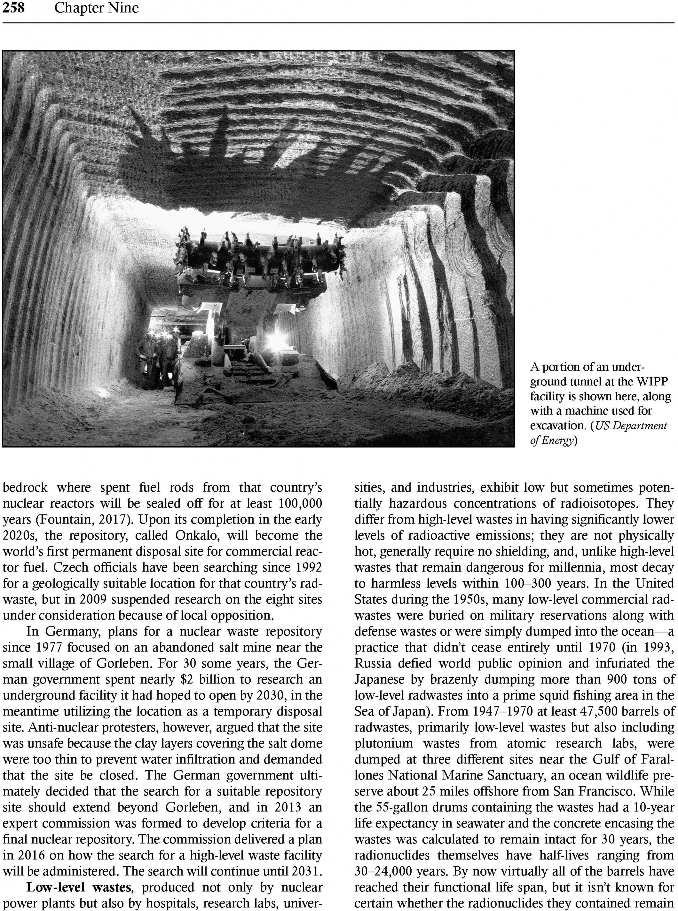 258 Chapter Nine
A portion of an under-
ground tunnel at the WIPP
facility is shown here, along
with a machine used for
excavation. (US Department
of Energy)
bedrock where spent fuel rods from that country's
nuclear reactors will be sealed off for at least 100,000
years (Fountain, 2017). Upon its completion in the early
2020s, the repository, called Onkalo, will become the
world's first permanent disposal site for commercial reac-
tor fuel. Czech officials have been searching since 1992
for a geologically suitable location for that country's rad-
waste, but in 2009 suspended research on the eight sites
under consideration because of local opposition.
In Germany, plans for a nuclear waste repository
since 1977 focused on an abandoned salt mine near the
small village of Gorleben. For 30 some years, the Ger-
man government spent nearly $2 billion to research an
underground facility it had hoped to open by 2030, in the
meantime utilizing the location as a temporary disposal
site. Anti-nuclear protesters, however, argued that the site
was unsafe because the clay layers covering the salt dome
were too thin to prevent water infiltration and demanded
that the site be closed. The German government ulti-
mately decided that the search for a suitable repository
site should extend beyond Gorleben, and in 2013 an
expert commission was formed to develop criteria for a
final nuclear repository. The commission delivered a plan
in 2016 on how the search for a high-level waste facility
will be administered. The search will continue until 2031.
Low-level wastes, produced not only by nuclear
power plants but also by hospitals, research labs, univer-
sities, and industries, exhibit low but sometimes poten-
tially hazardous concentrations of radioisotopes. They
differ from high-level wastes in having significantly lower
levels of radioactive emissions; they are not physically
hot, generally require no shielding, and, unlike high-level
wastes that remain dangerous for millennia, most decay
to harmless levels within 100–300 years. In the United
States during the 1950s, many low-level commercial rad-
wastes were buried on military reservations along with
defense wastes or were simply dumped into the ocean—a
practice that didn't cease entirely until 1970 (in 1993,
Russia defied world public opinion and infuriated the
Japanese by brazenly dumping more than 900 tons of
low-level radwastes into a prime squid fishing area in the
Sea of Japan). From 1947–1970 at least 47,500 barrels of
radwastes, primarily low-level wastes but also including
plutonium wastes from atomic research labs, were
dumped at three different sites near the Gulf of Faral-
lones National Marine Sanctuary, an ocean wildlife pre-
serve about 25 miles offshore from San Francisco. While
the 55-gallon drums containing the wastes had a 10-year
life expectancy in seawater and the concrete encasing the
wastes was calculated to remain intact for 30 years, the
radionuclides themselves have half-lives ranging from
30–24,000 years. By now virtually all of the barrels have
reached their functional life span, but it isn't known for
certain whether the radionuclides they contained remain